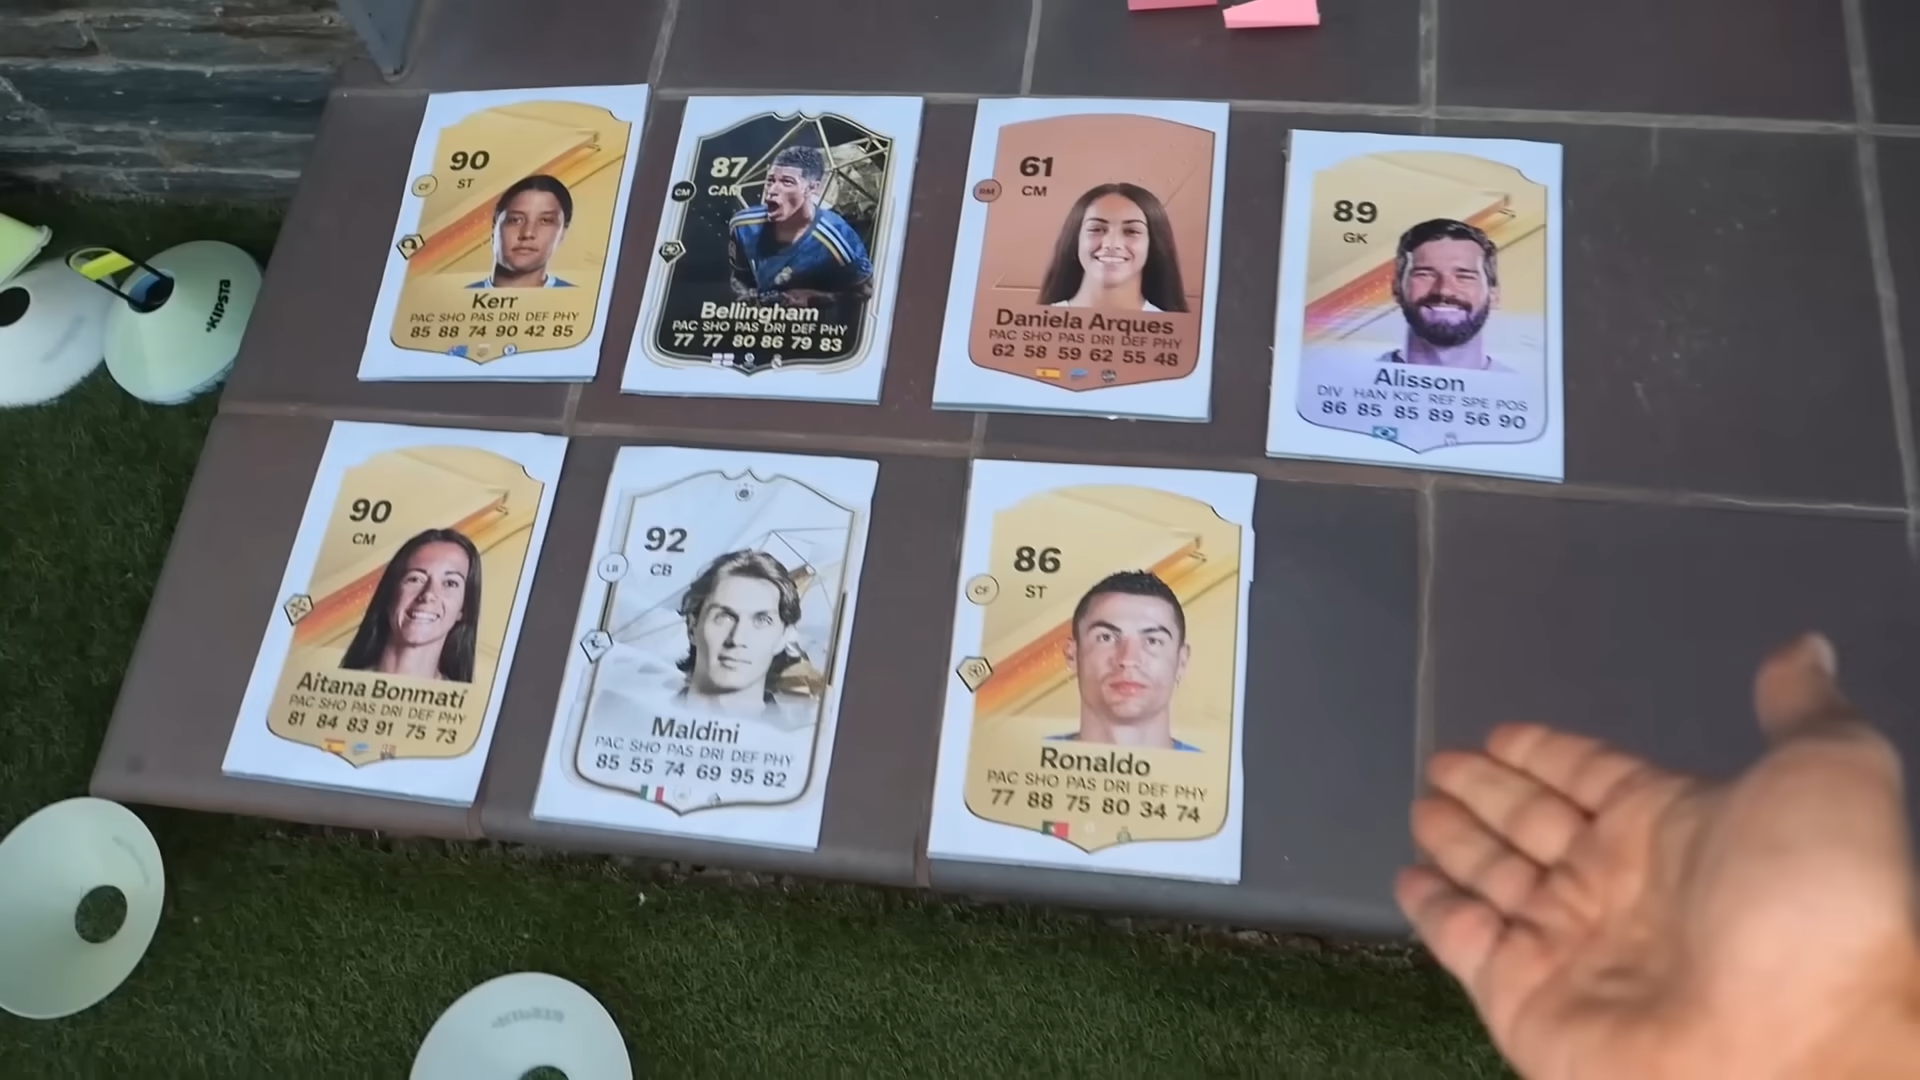 90
ST
CF
Kerr
PAC SHO PAS DRI DEF PHY
85 88 74 90 42 85
87
CAM
CM
Bellingham
PAC SHO PAS DRI DEF PHY
77 77 80 86 79 83
61
CM
RM
Daniela Arques
PAC SHO PAS DRI DEF PHY
62 58 59 62 55 48
89
GK
Alisson
DIV HAN KIC REF SPE POS
86 85 85 89 56 90
KIPSTA
90
CM
Aitana Bonmatí
PAC SHO PAS DRI DEF PHY
81 84 83 91 75 73
92
CB
LB
Maldini
PAC SHO PAS DRI DEF PHY
85 55 74 69 95 82
86
ST
CF
Ronaldo
PAC SHO PAS DRI DEF PHY
77 88 75 80 34 74